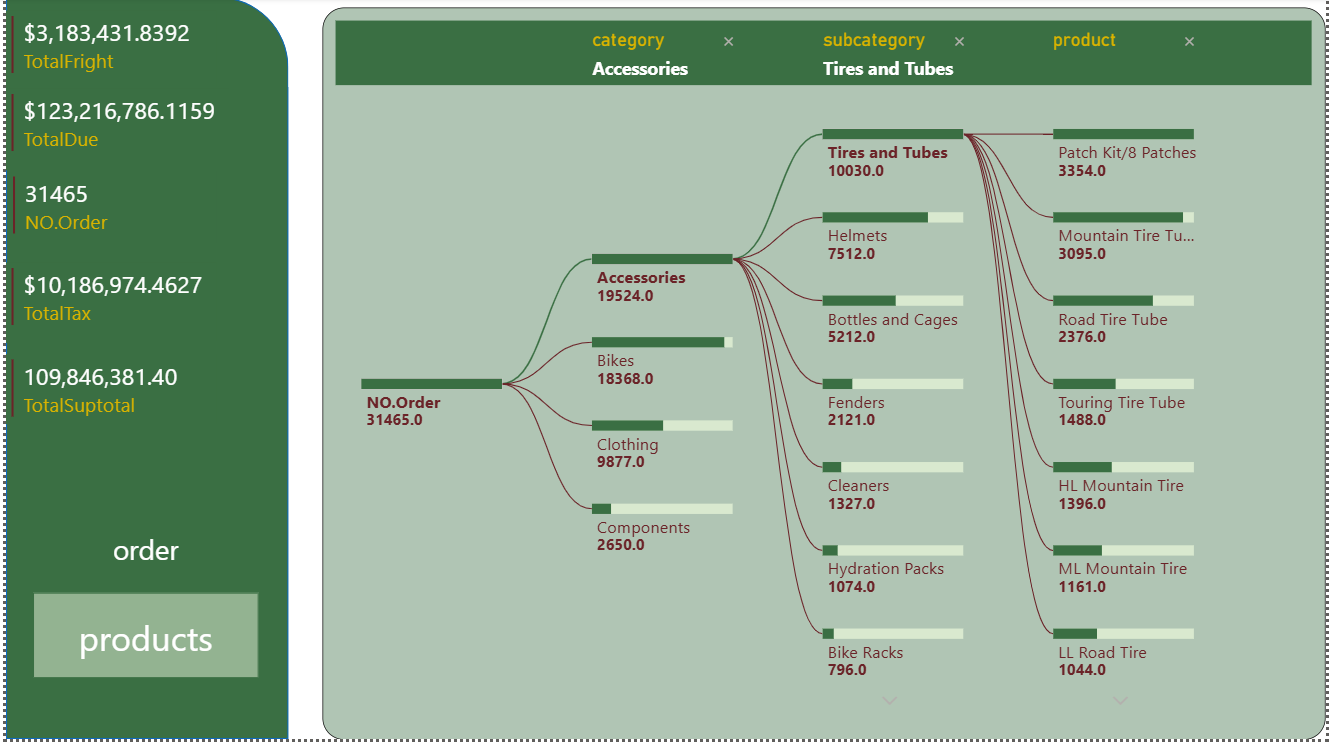 $3,183,431.8392
TotalFright
$123,216,786.1159
TotalDue
31465
NO.Order
$10,186,974.4627
TotalTax
109,846,381.40
TotalSuptotal
order
products
category ×
Accessories
subcategory ×
Tires and Tubes
product ×
NO.Order
31465.0
Accessories
19524.0
Bikes
18368.0
Clothing
9877.0
Components
2650.0
Tires and Tubes
10030.0
Helmets
7512.0
Bottles and Cages
5212.0
Fenders
2121.0
Cleaners
1327.0
Hydration Packs
1074.0
Bike Racks
796.0
Patch Kit/8 Patches
3354.0
Mountain Tire Tu...
3095.0
Road Tire Tube
2376.0
Touring Tire Tube
1488.0
HL Mountain Tire
1396.0
ML Mountain Tire
1161.0
LL Road Tire
1044.0